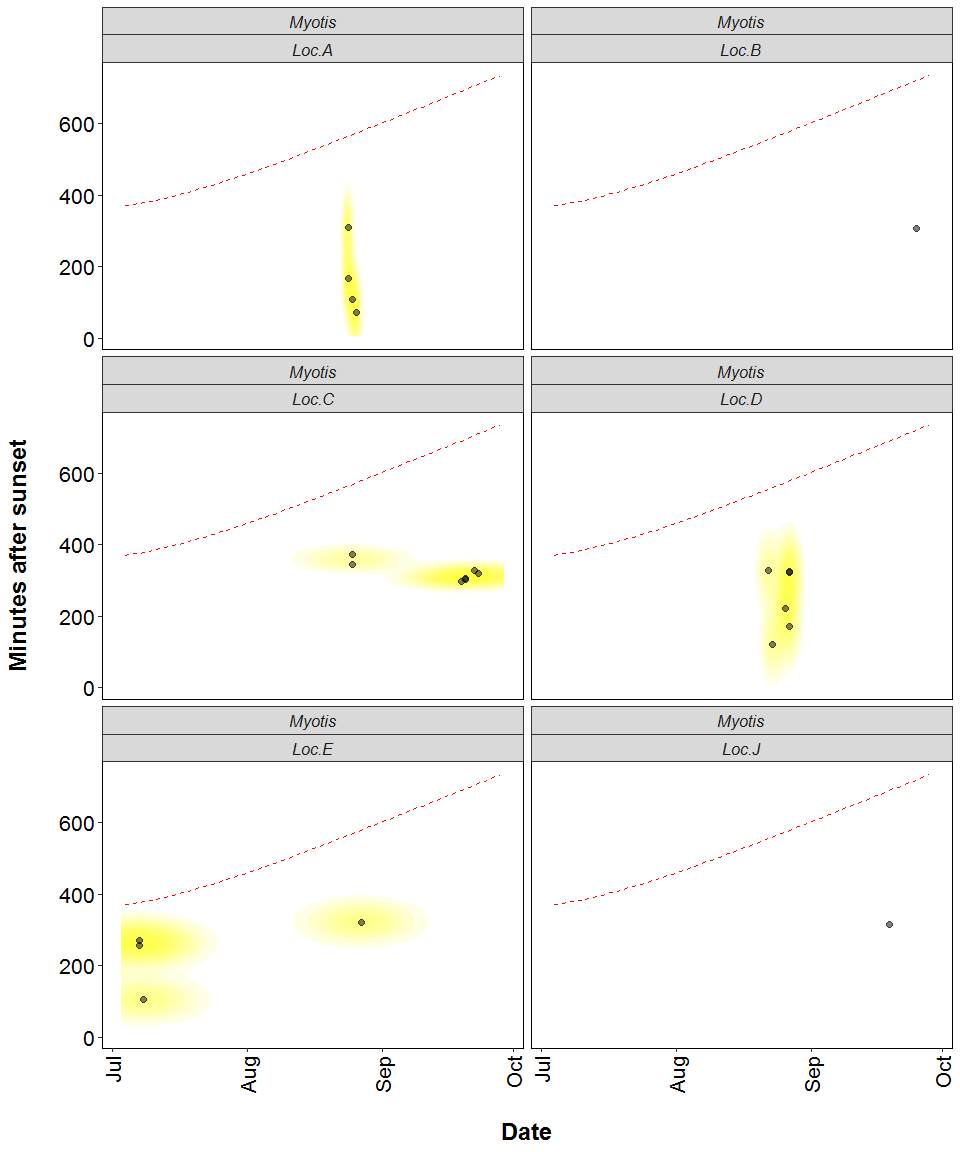 Myotis
Myotis
Loc.A
Loc.B
600
400
200
0
Myotis
Myotis
Loc.C
Loc.D
600
400
200
0
Myotis
Myotis
Loc.E
Loc.J
600
400
200
0
Jul
Aug
Sep
Oct
Jul
Aug
Sep
Oct
Minutes after sunset
Date